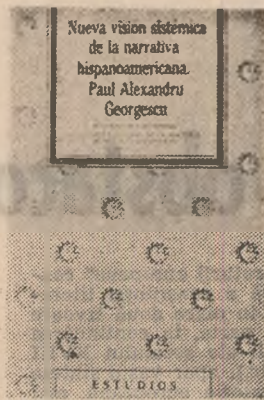 Nueva visión sistémica
de la narrativa
hispanoamericana.
Paul Alexandru
Georgescu
ESTUDIOS